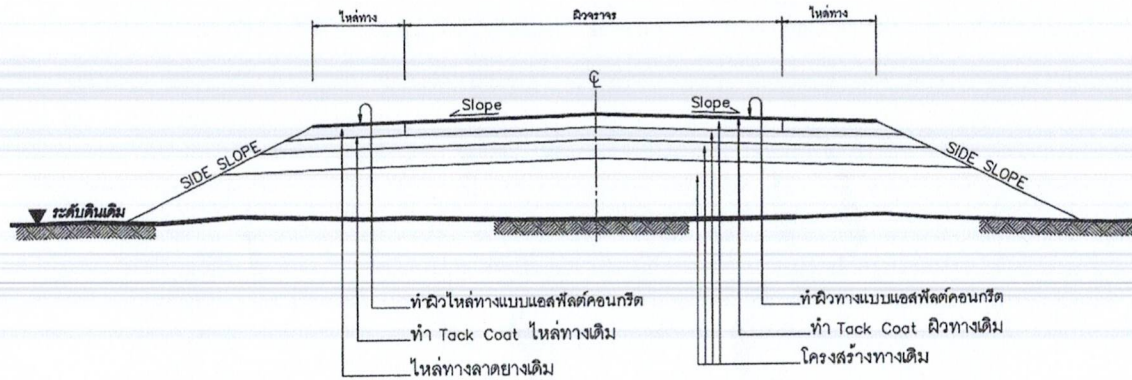 ไหล่ทาง ผิวจราจร ไหล่ทาง
℄
Slope Slope
SIDE SLOPE SIDE SLOPE
ระดับดินเดิม
ทำผิวไหล่ทางแบบแอสฟัลต์คอนกรีต
ทำ Tack Coat ไหล่ทางเดิม
ไหล่ทางลาดยางเดิม
ทำผิวทางแบบแอสฟัลต์คอนกรีต
ทำ Tack Coat ผิวทางเดิม
โครงสร้างทางเดิม